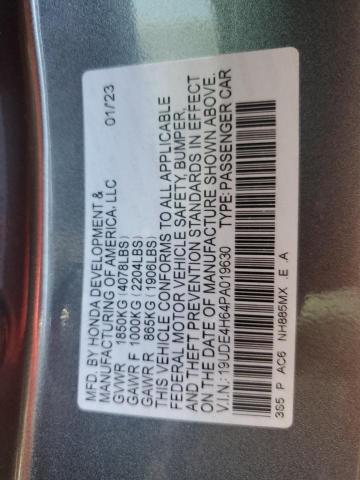 MFD. BY HONDA DEVELOPMENT &
MANUFACTURING OF AMERICA, LLC 01/23
GVWR 1850KG (4078LBS)
GAWR F 1000KG (2204LBS)
GAWR R 865KG (1906LBS)
THIS VEHICLE CONFORMS TO ALL APPLICABLE
FEDERAL MOTOR VEHICLE SAFETY, BUMPER,
AND THEFT PREVENTION STANDARDS IN EFFECT
ON THE DATE OF MANUFACTURE SHOWN ABOVE.
V.I.N.:19UDE4H64PA019630 TYPE:PASSENGER CAR
3S5 P AC6 NH885MX .E .A